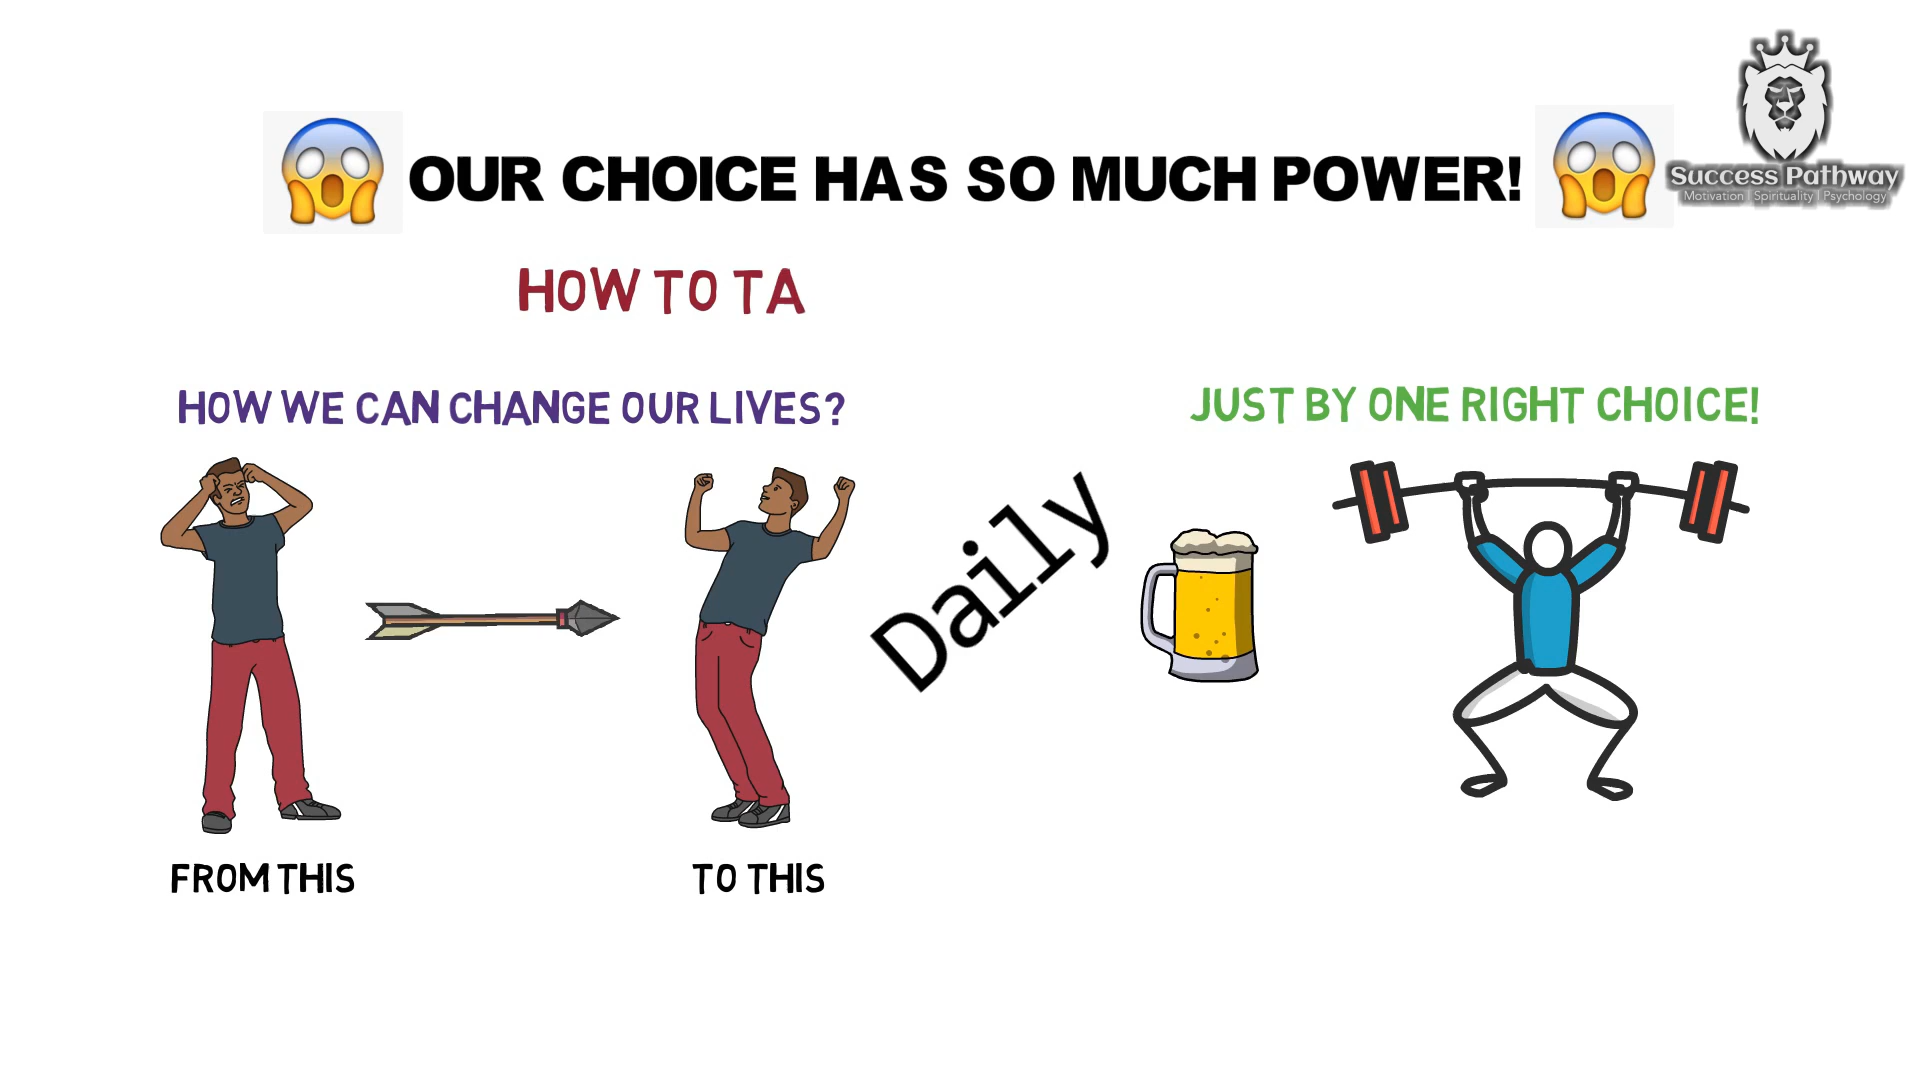 OUR CHOICE HAS SO MUCH POWER!
Success Pathway
Motivation | Spirituality | Psychology
HOW TO TA
HOW WE CAN CHANGE OUR LIVES?
JUST BY ONE RIGHT CHOICE!
Daily
FROM THIS
TO THIS